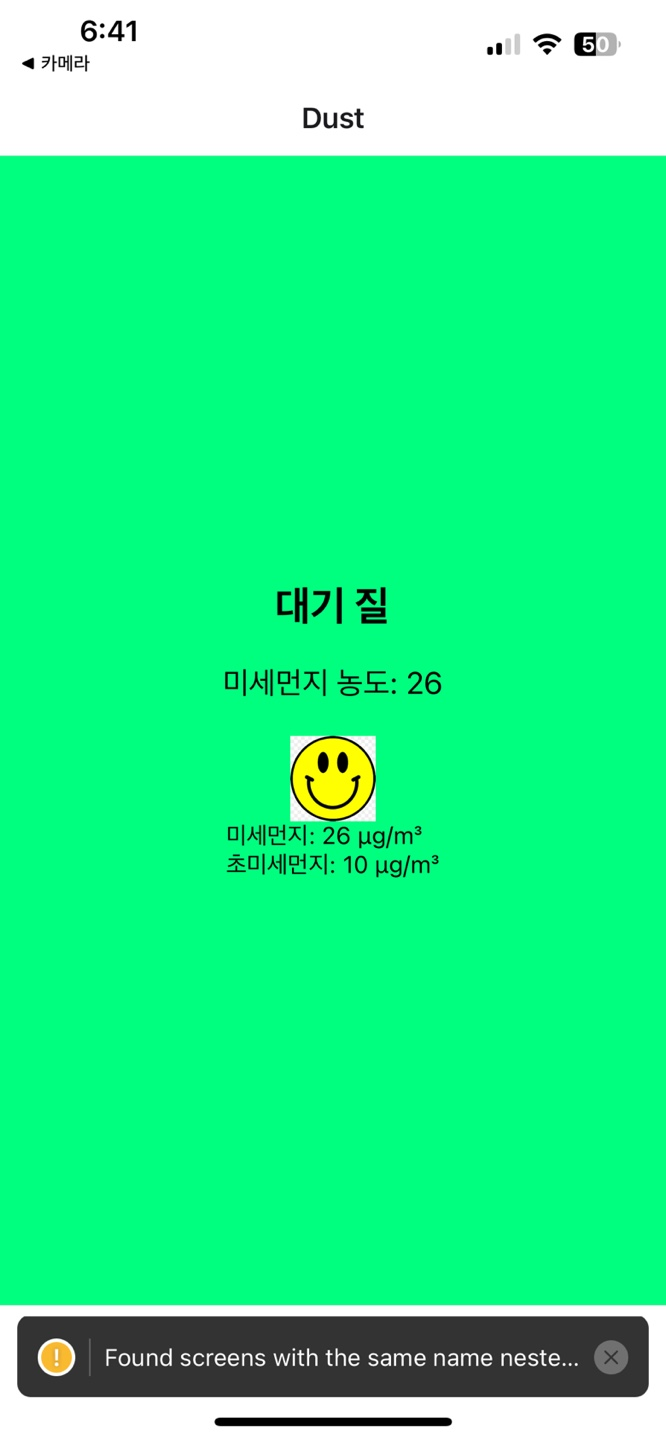 6:41
50
◀ 카메라
Dust
대기 질
미세먼지 농도: 26
미세먼지: 26 µg/m³
초미세먼지: 10 µg/m³
! Found screens with the same name neste...